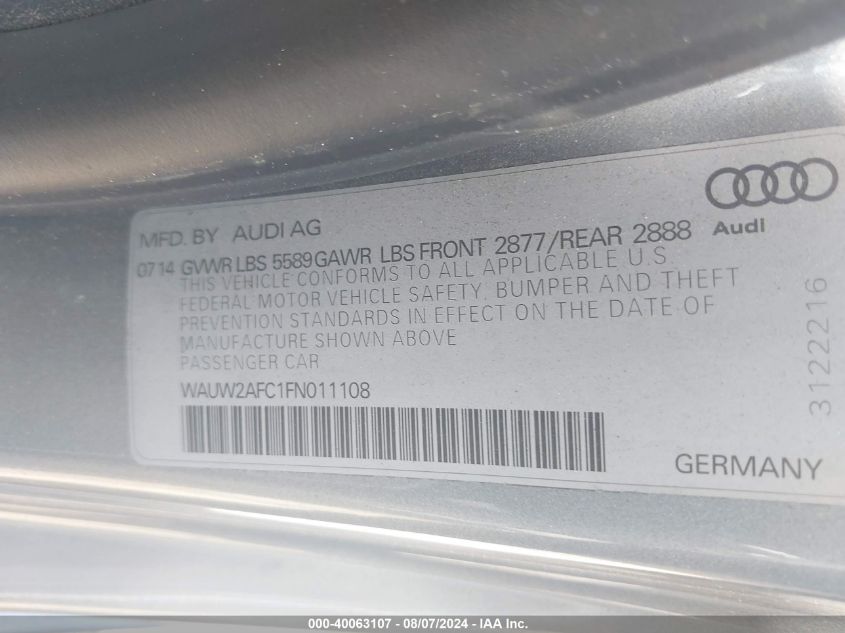 MFD. BY AUDI AG
Audi
0714 GVWR LBS 5589 GAWR LBS FRONT 2877/REAR 2888
THIS VEHICLE CONFORMS TO ALL APPLICABLE U.S.
FEDERAL MOTOR VEHICLE SAFETY, BUMPER AND THEFT
PREVENTION STANDARDS IN EFFECT ON THE DATE OF
MANUFACTURE SHOWN ABOVE
PASSENGER CAR
WAUW2AFC1FN011108
GERMANY
3122216
000-40063107 - 08/07/2024 - IAA Inc.